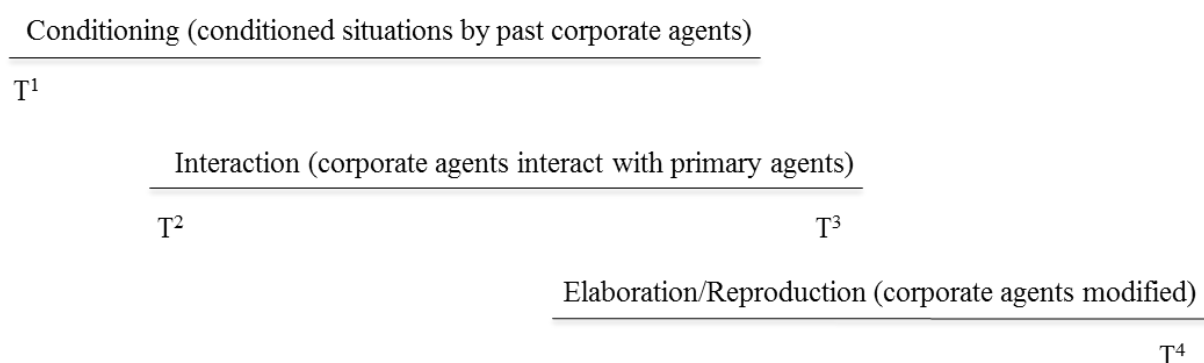 Conditioning (conditioned situations by past corporate agents)
T¹
Interaction (corporate agents interact with primary agents)
T² T³
Elaboration/Reproduction (corporate agents modified)
T⁴